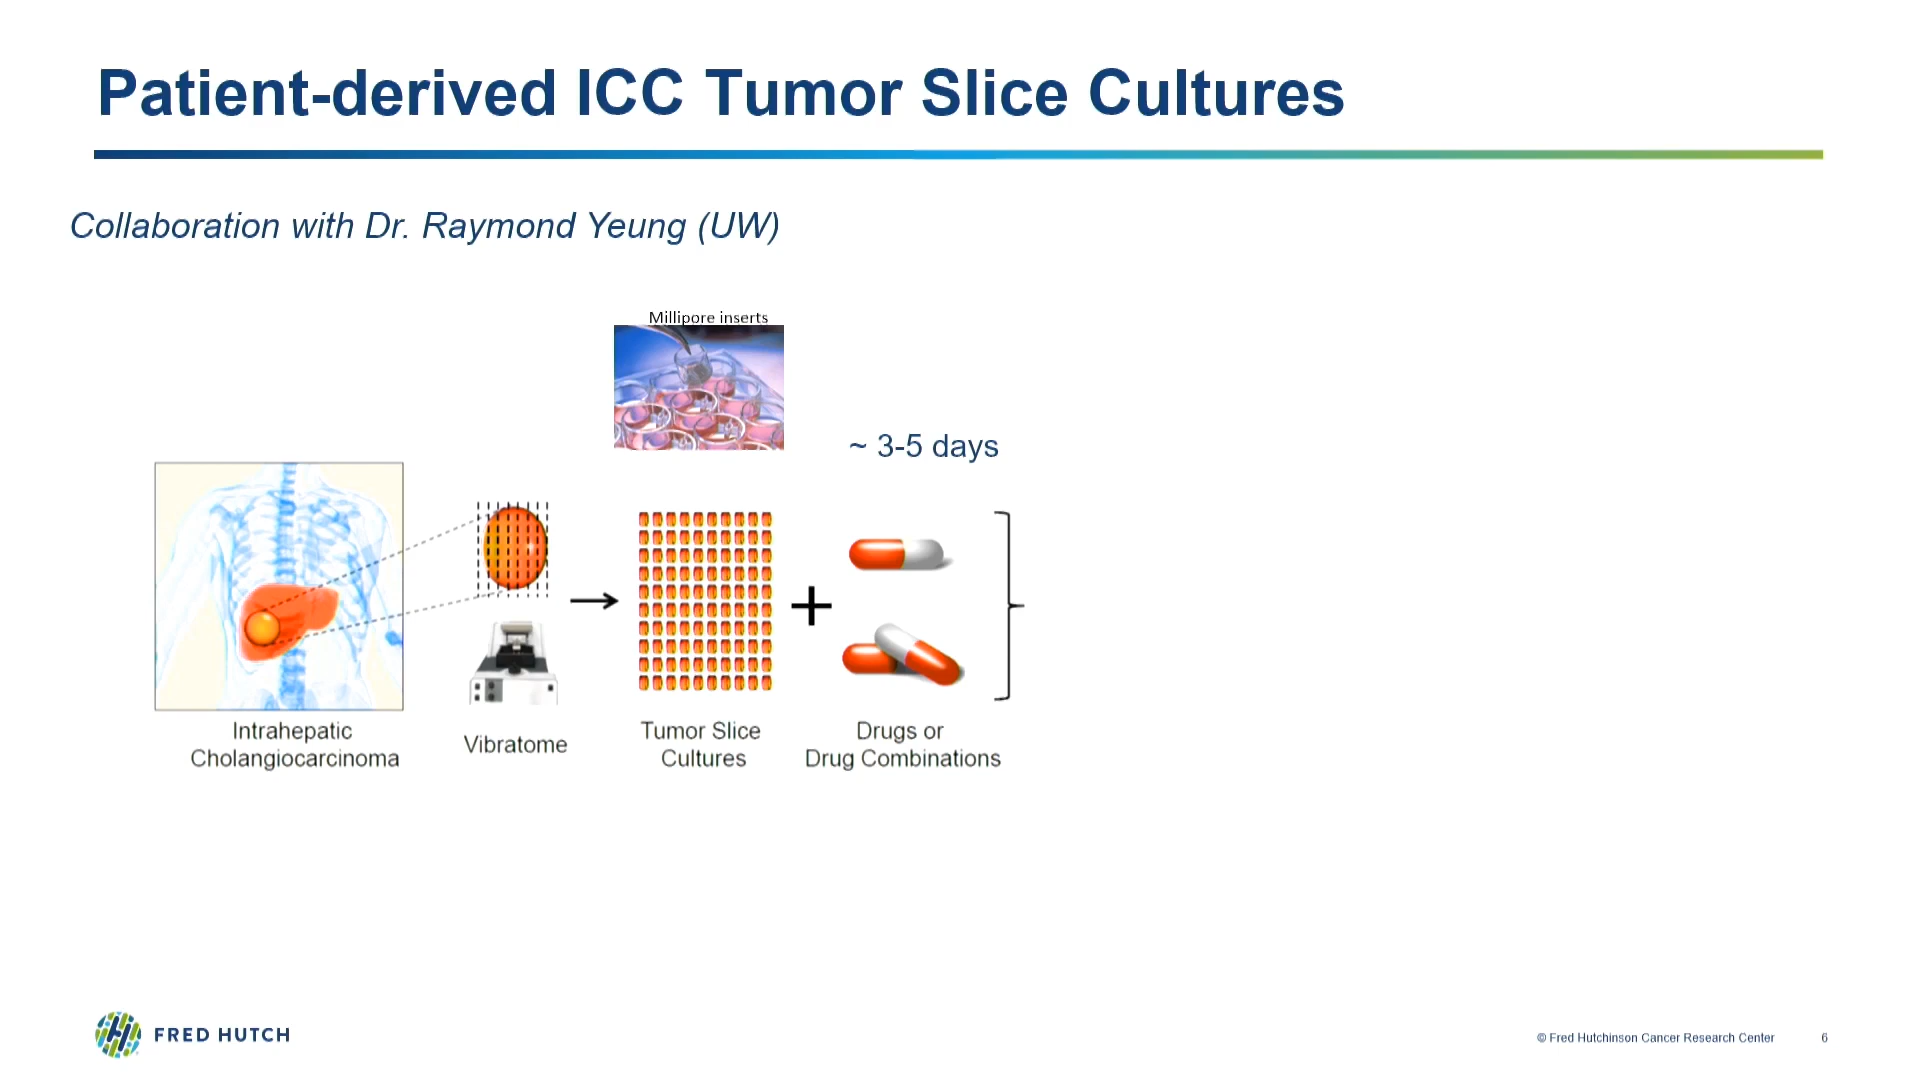 Patient-derived ICC Tumor Slice Cultures
Collaboration with Dr. Raymond Yeung (UW)
Millipore inserts
~ 3-5 days
Intrahepatic
Cholangiocarcinoma
Vibratome
Tumor Slice
Cultures
Drugs or
Drug Combinations
FRED HUTCH
© Fred Hutchinson Cancer Research Center
6